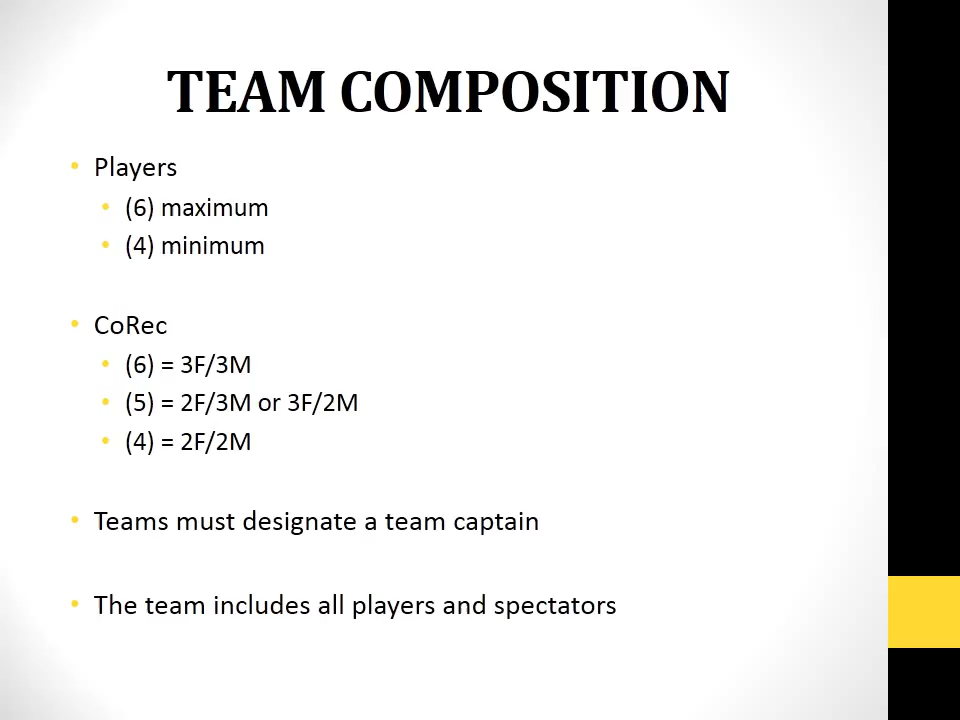 TEAM COMPOSITION
• Players
• (6) maximum
• (4) minimum
• CoRec
• (6) = 3F/3M
• (5) = 2F/3M or 3F/2M
• (4) = 2F/2M
• Teams must designate a team captain
• The team includes all players and spectators